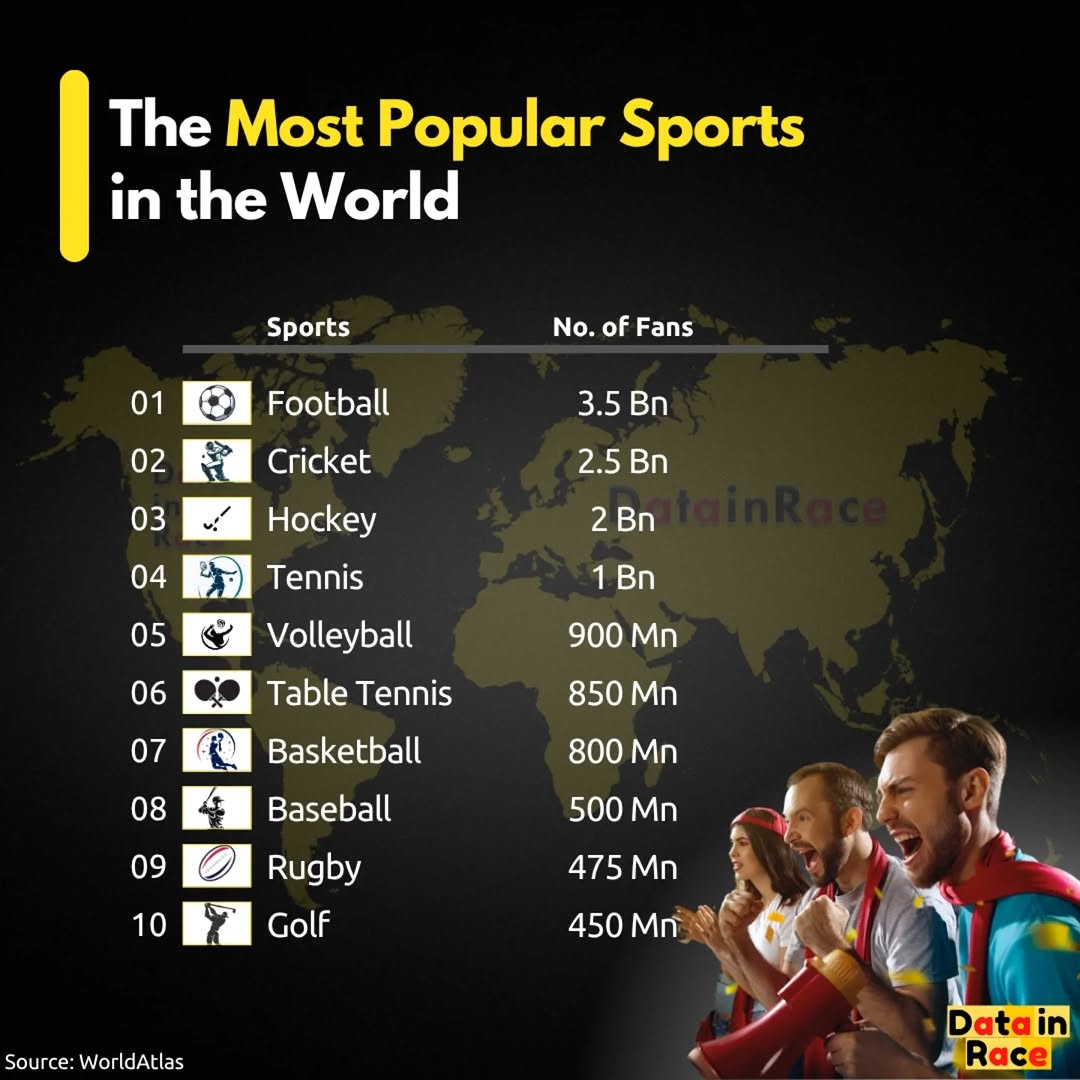 The Most Popular Sports
in the World
Sports No. of Fans
01 Football 3.5 Bn
02 Cricket 2.5 Bn
03 Hockey 2 Bn
04 Tennis 1 Bn
05 Volleyball 900 Mn
06 Table Tennis 850 Mn
07 Basketball 800 Mn
08 Baseball 500 Mn
09 Rugby 475 Mn
10 Golf 450 Mn
DatainRace
Data in
Race
Source: WorldAtlas